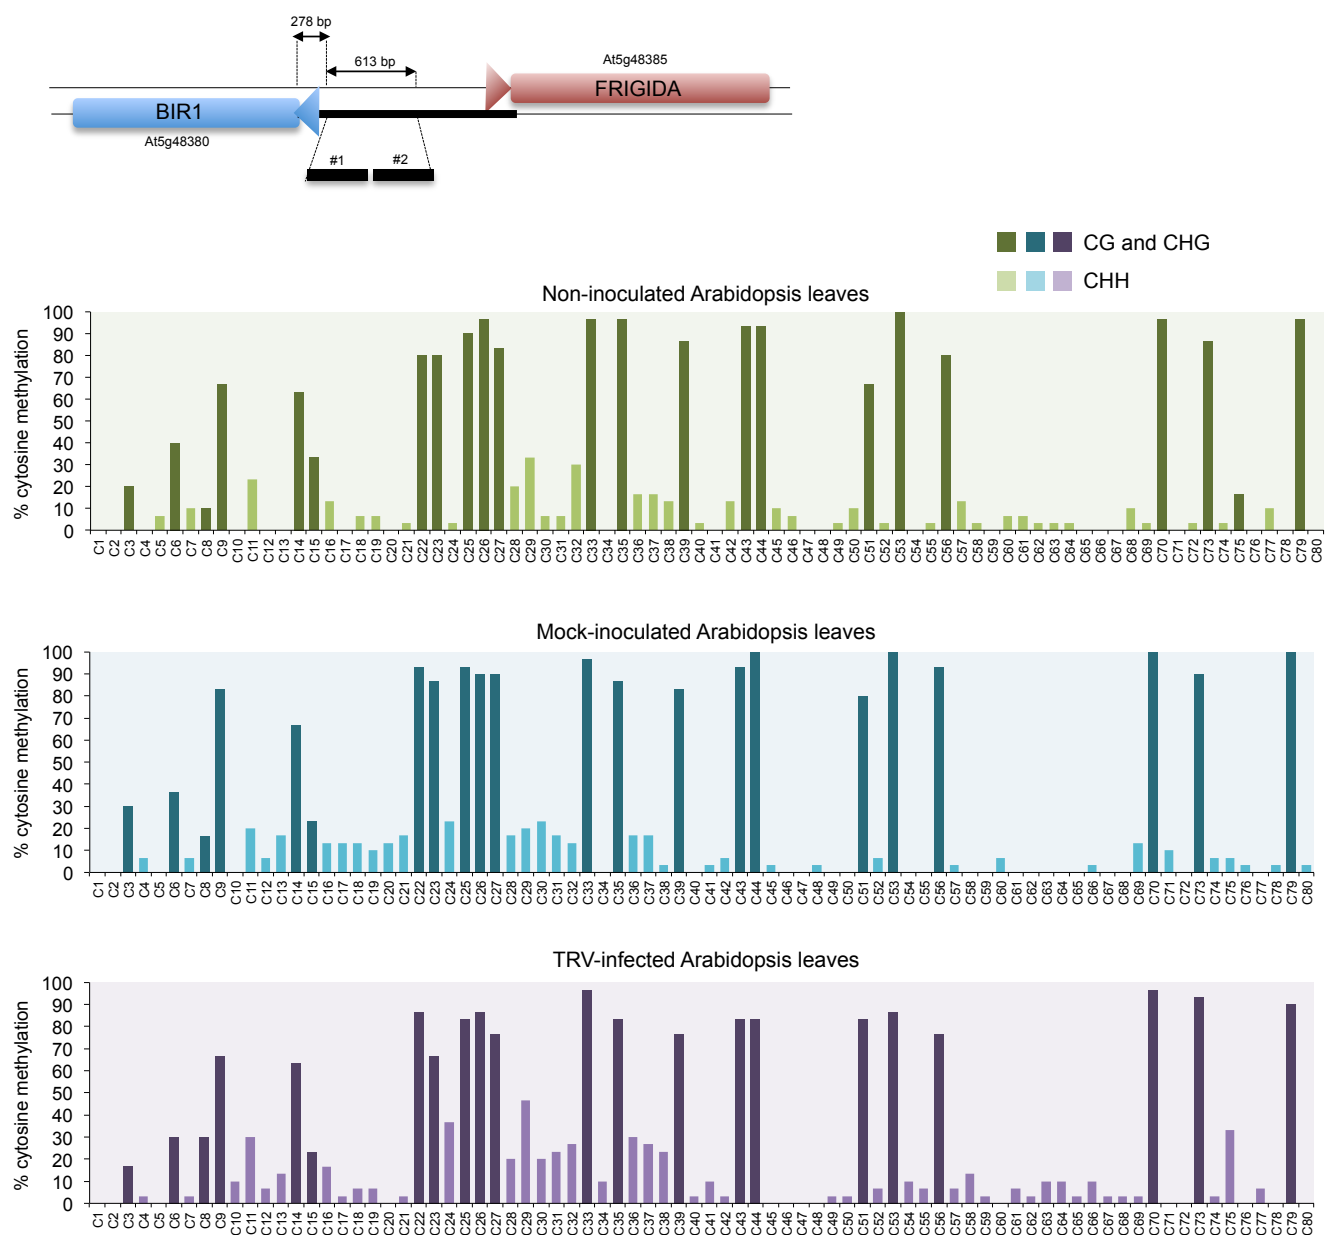 278 bp
613 bp
At5g48385
FRIGIDA
BIR1
At5g48380
#1 #2
CG and CHG
CHH
Non-inoculated Arabidopsis leaves
% cytosine methylation
100
90
80
70
60
50
40
30
20
10
0
C1 C2 C3 C4 C5 C6 C7 C8 C9 C10 C11 C12 C13 C14 C15 C16 C17 C18 C19 C20 C21 C22 C23 C24 C25 C26 C27 C28 C29 C30 C31 C32 C33 C34 C35 C36 C37 C38 C39 C40 C41 C42 C43 C44 C45 C46 C47 C48 C49 C50 C51 C52 C53 C54 C55 C56 C57 C58 C59 C60 C61 C62 C63 C64 C65 C66 C67 C68 C69 C70 C71 C72 C73 C74 C75 C76 C77 C78 C79 C80
Mock-inoculated Arabidopsis leaves
% cytosine methylation
100
90
80
70
60
50
40
30
20
10
0
C1 C2 C3 C4 C5 C6 C7 C8 C9 C10 C11 C12 C13 C14 C15 C16 C17 C18 C19 C20 C21 C22 C23 C24 C25 C26 C27 C28 C29 C30 C31 C32 C33 C34 C35 C36 C37 C38 C39 C40 C41 C42 C43 C44 C45 C46 C47 C48 C49 C50 C51 C52 C53 C54 C55 C56 C57 C58 C59 C60 C61 C62 C63 C64 C65 C66 C67 C68 C69 C70 C71 C72 C73 C74 C75 C76 C77 C78 C79 C80
TRV-infected Arabidopsis leaves
% cytosine methylation
100
90
80
70
60
50
40
30
20
10
0
C1 C2 C3 C4 C5 C6 C7 C8 C9 C10 C11 C12 C13 C14 C15 C16 C17 C18 C19 C20 C21 C22 C23 C24 C25 C26 C27 C28 C29 C30 C31 C32 C33 C34 C35 C36 C37 C38 C39 C40 C41 C42 C43 C44 C45 C46 C47 C48 C49 C50 C51 C52 C53 C54 C55 C56 C57 C58 C59 C60 C61 C62 C63 C64 C65 C66 C67 C68 C69 C70 C71 C72 C73 C74 C75 C76 C77 C78 C79 C80